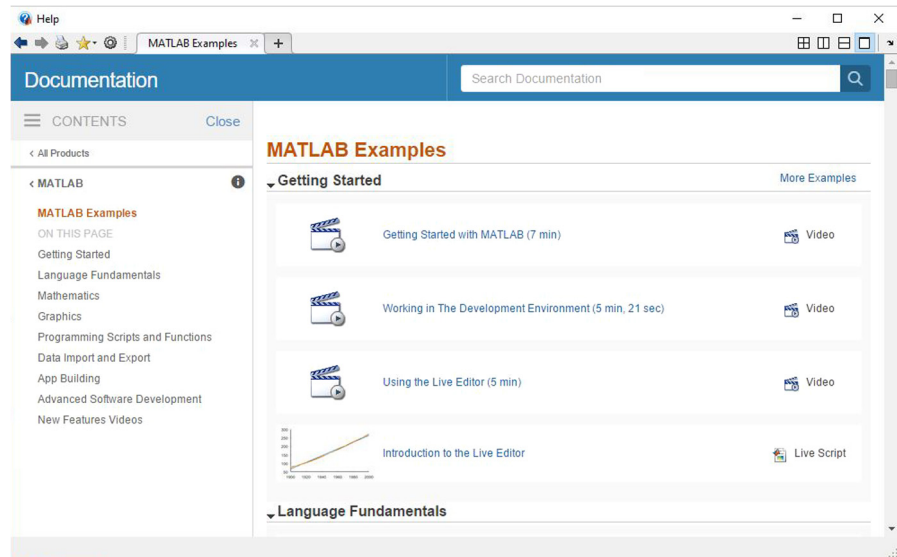 Help
MATLAB Examples
Documentation
Search Documentation
CONTENTS
Close
< All Products
< MATLAB
MATLAB Examples
ON THIS PAGE
Getting Started
Language Fundamentals
Mathematics
Graphics
Programming Scripts and Functions
Data Import and Export
App Building
Advanced Software Development
New Features Videos
MATLAB Examples
Getting Started
More Examples
Getting Started with MATLAB (7 min)
Video
Working in The Development Environment (5 min, 21 sec)
Video
Using the Live Editor (5 min)
Video
Introduction to the Live Editor
Live Script
Language Fundamentals